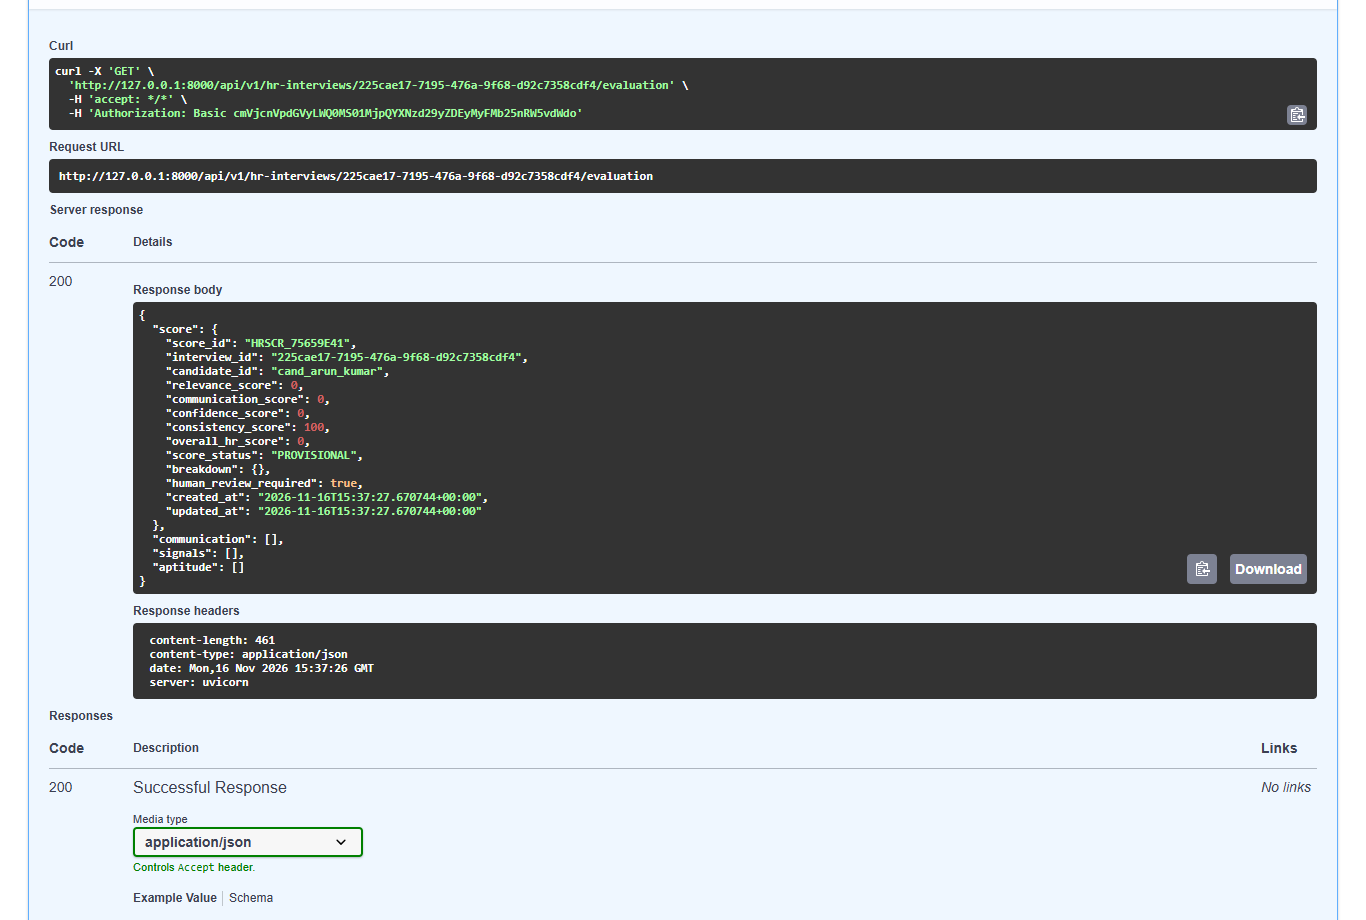 Curl
curl -X 'GET' \
'http://127.0.0.1:8000/api/v1/hr-interviews/225cae17-7195-476a-9f68-d92c7358cdf4/evaluation' \
-H 'accept: */*' \
-H 'Authorization: Basic cmVjcnVpdGVyLWQ0MS01MjpQYXNzd29yZDEyMyFMb25nRW5vdWdo'
Request URL
http://127.0.0.1:8000/api/v1/hr-interviews/225cae17-7195-476a-9f68-d92c7358cdf4/evaluation
Server response
Code Details
200
Response body
{
"score": {
"score_id": "HRSCR_75659E41",
"interview_id": "225cae17-7195-476a-9f68-d92c7358cdf4",
"candidate_id": "cand_arun_kumar",
"relevance_score": 0,
"communication_score": 0,
"confidence_score": 0,
"consistency_score": 100,
"overall_hr_score": 0,
"score_status": "PROVISIONAL",
"breakdown": {},
"human_review_required": true,
"created_at": "2026-11-16T15:37:27.670744+00:00",
"updated_at": "2026-11-16T15:37:27.670744+00:00"
},
"communication": [],
"signals": [],
"aptitude": []
}
Download
Response headers
content-length: 461
content-type: application/json
date: Mon,16 Nov 2026 15:37:26 GMT
server: uvicorn
Responses
Code Description Links
200 Successful Response No links
Media type
application/json
Controls Accept header.
Example Value Schema